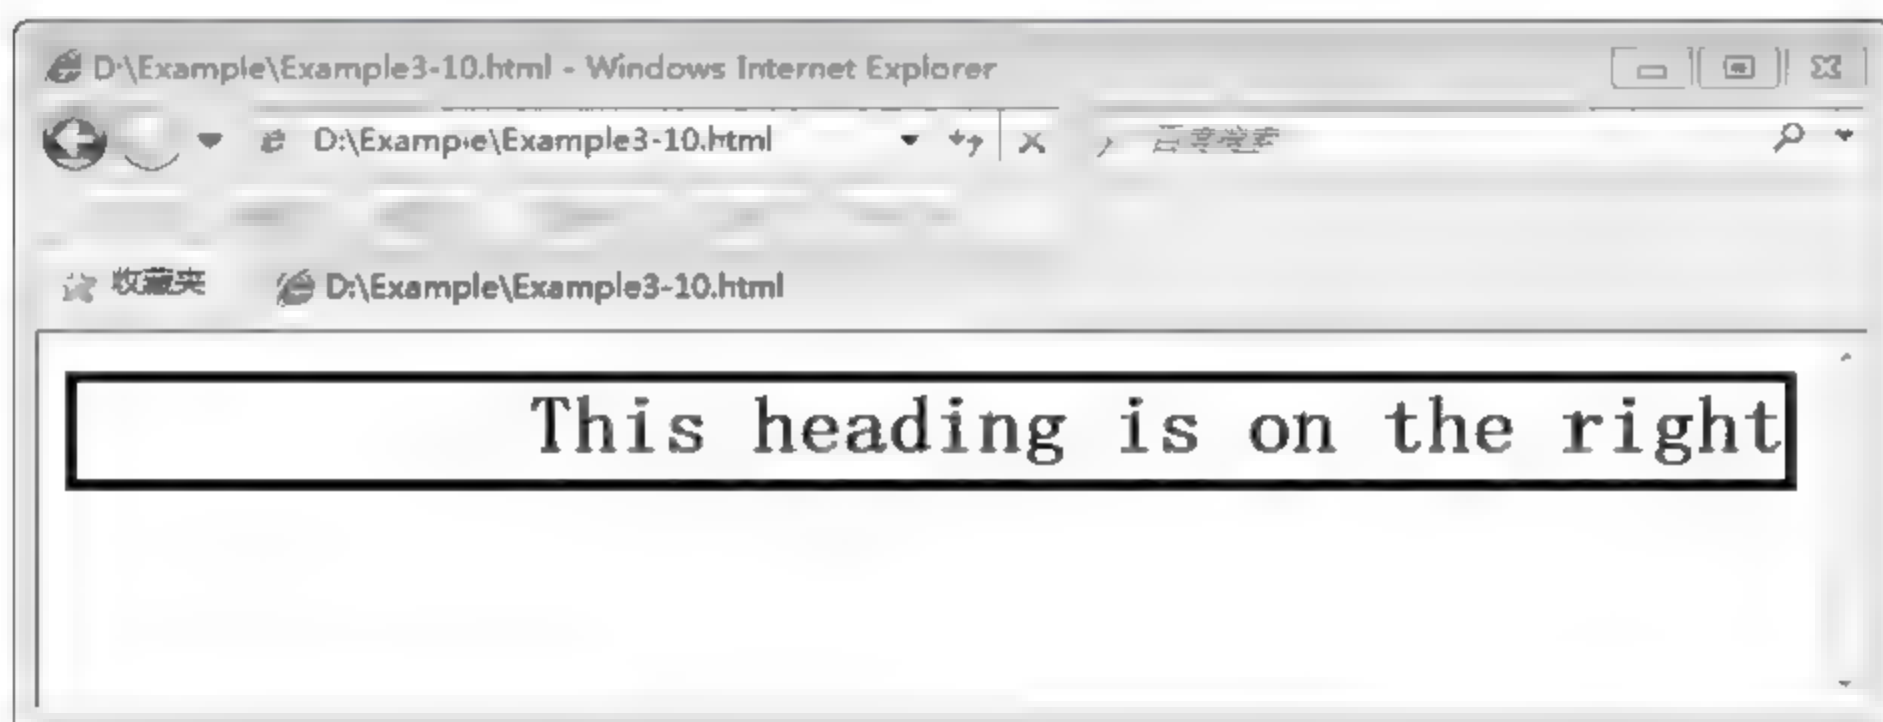 D:\Example\Example3-10.html - Windows Internet Explorer
D:\Example\Example3-10.html
收藏夹 D:\Example\Example3-10.html
This heading is on the right